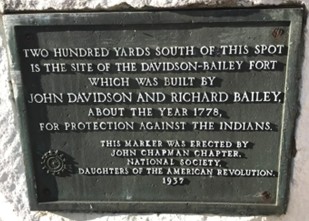 TWO HUNDRED YARDS SOUTH OF THIS SPOT
IS THE SITE OF THE DAVIDSON-BAILEY FORT
WHICH WAS BUILT BY
JOHN DAVIDSON AND RICHARD BAILEY,
ABOUT THE YEAR 1778,
FOR PROTECTION AGAINST THE INDIANS.
THIS MARKER WAS ERECTED BY
JOHN CHAPMAN CHAPTER,
NATIONAL SOCIETY,
DAUGHTERS OF THE AMERICAN REVOLUTION.
1937